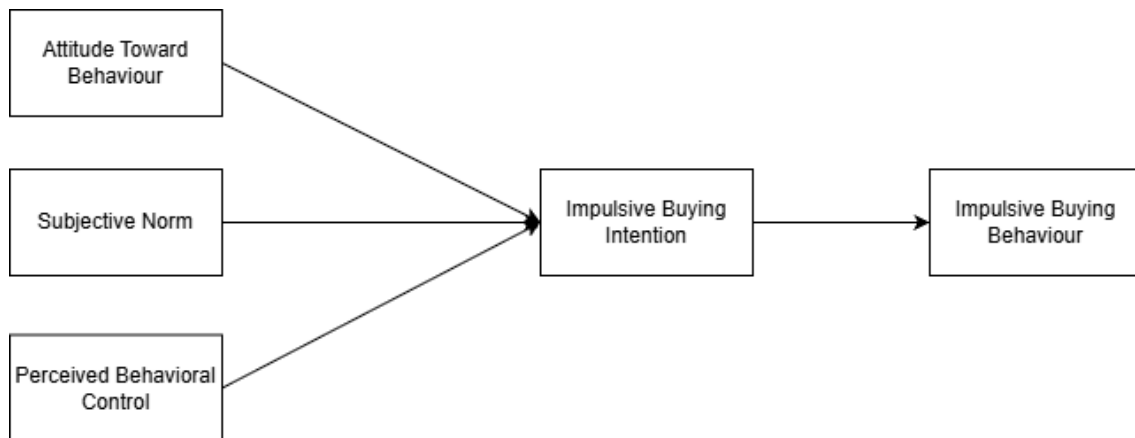 Attitude Toward
Behaviour
Subjective Norm
Perceived Behavioral
Control
Impulsive Buying
Intention
Impulsive Buying
Behaviour